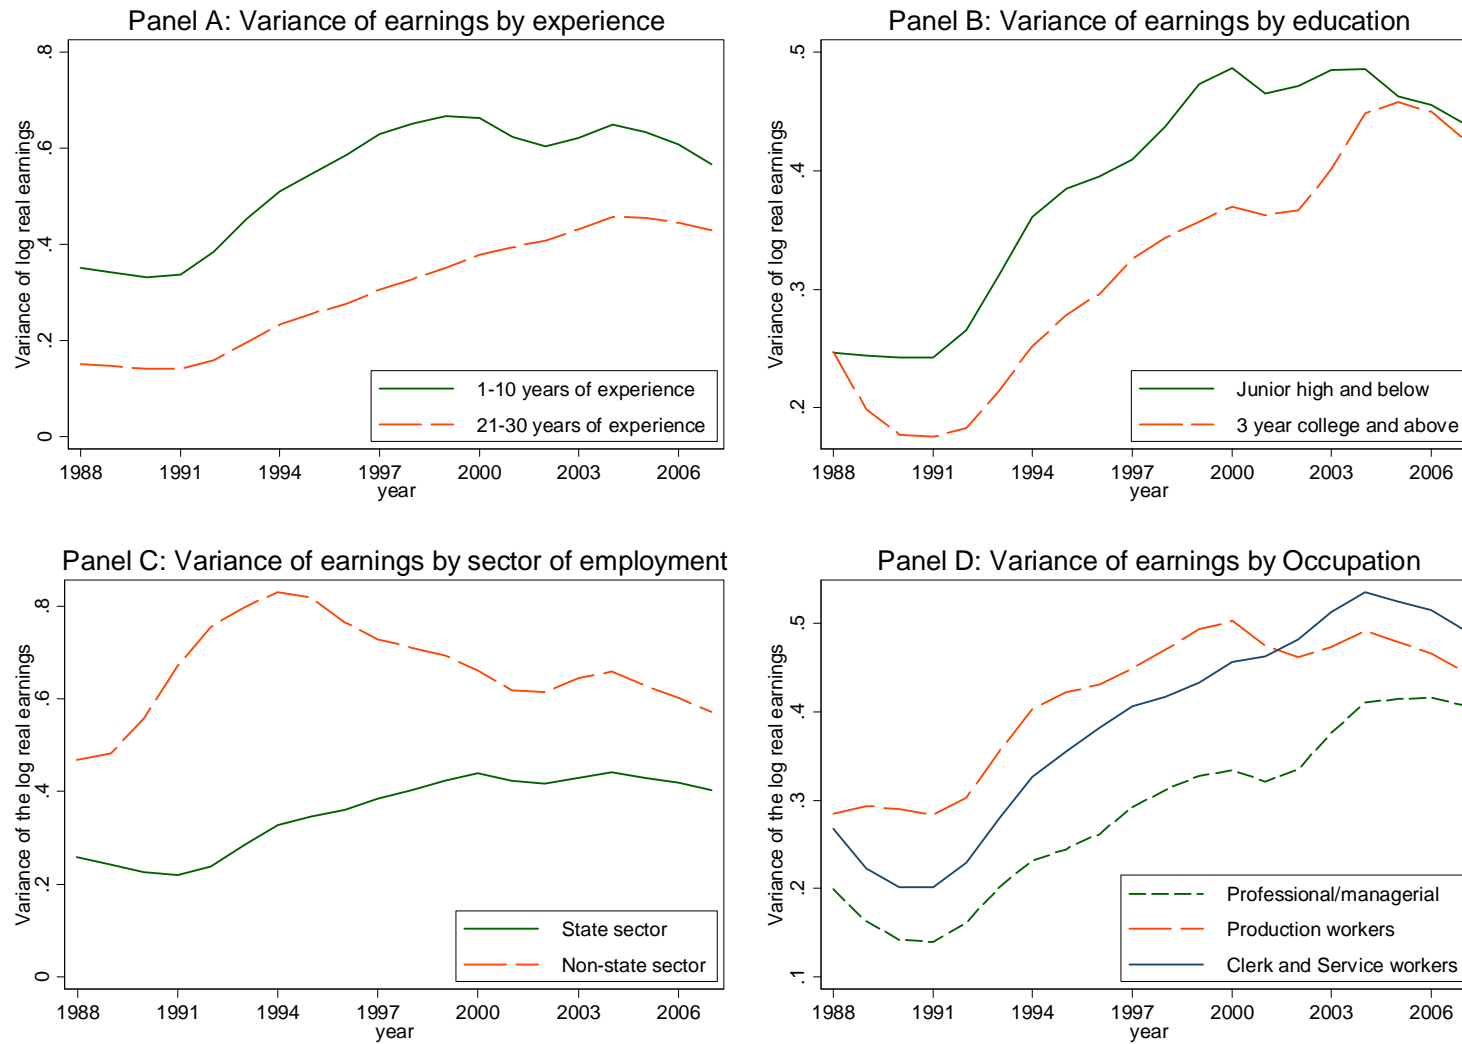 Panel A: Variance of earnings by experience
Variance of log real earnings
0 .2 .4 .6 .8
1-10 years of experience
21-30 years of experience
1988 1991 1994 1997 2000 2003 2006
year
Panel B: Variance of earnings by education
Variance of log real earnings
.2 .3 .4 .5
Junior high and below
3 year college and above
1988 1991 1994 1997 2000 2003 2006
year
Panel C: Variance of earnings by sector of employment
Variance of the log real earnings
0 .2 .4 .6 .8
State sector
Non-state sector
1988 1991 1994 1997 2000 2003 2006
year
Panel D: Variance of earnings by Occupation
Variance of the log real earnings
.1 .2 .3 .4 .5
Professional/managerial
Production workers
Clerk and Service workers
1988 1991 1994 1997 2000 2003 2006
year